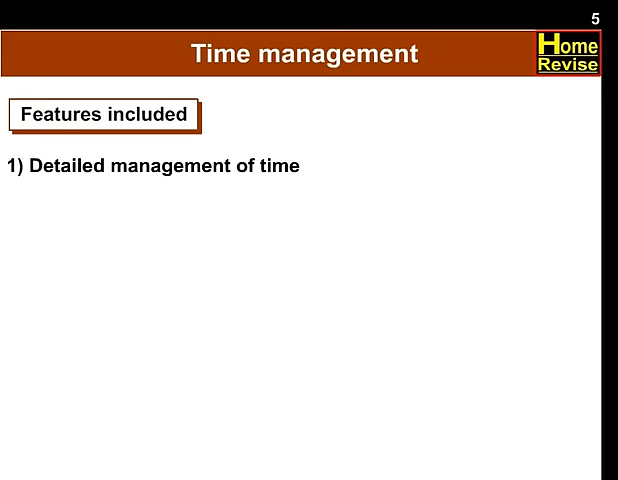 5
Time management
Home
Revise
Features included
1) Detailed management of time